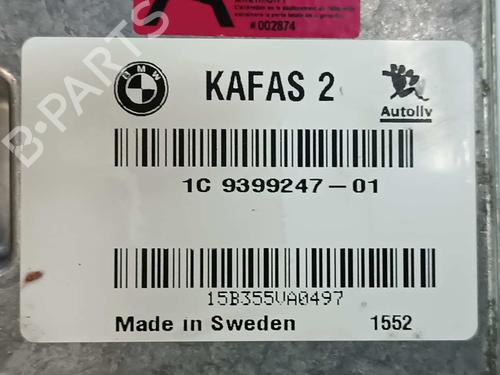 #002874
BMW
KAFAS 2
Autoliv
1C 9399247-01
15B355VA0497
Made in Sweden 1552
B-PARTS